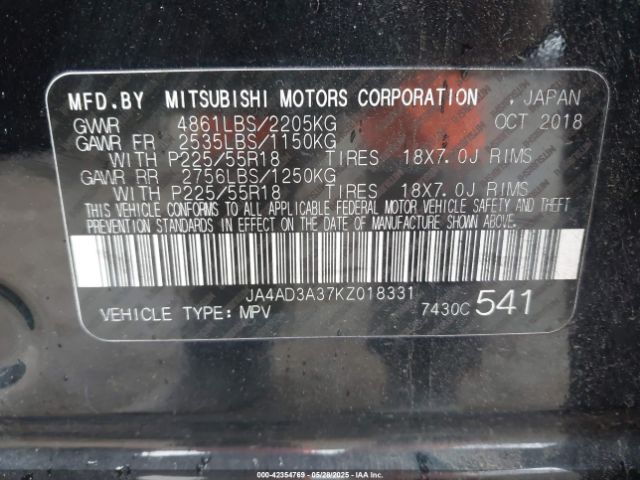 MFD.BY MITSUBISHI MOTORS CORPORATION , JAPAN
GVWR 4861LBS/2205KG OCT 2018
GAWR FR 2535LBS/1150KG
WITH P225/55R18 TIRES 18X7.0J RIMS
GAWR RR 2756LBS/1250KG
WITH P225/55R18 TIRES 18X7.0J RIMS
THIS VEHICLE CONFORMS TO ALL APPLICABLE FEDERAL MOTOR VEHICLE SAFETY AND THEFT
PREVENTION STANDARDS IN EFFECT ON THE DATE OF MANUFACTURE SHOWN ABOVE.
JA4AD3A37KZ018331
VEHICLE TYPE:MPV 7430C 541
000-42354769 05/28/2025 IAA Holdings, LLC